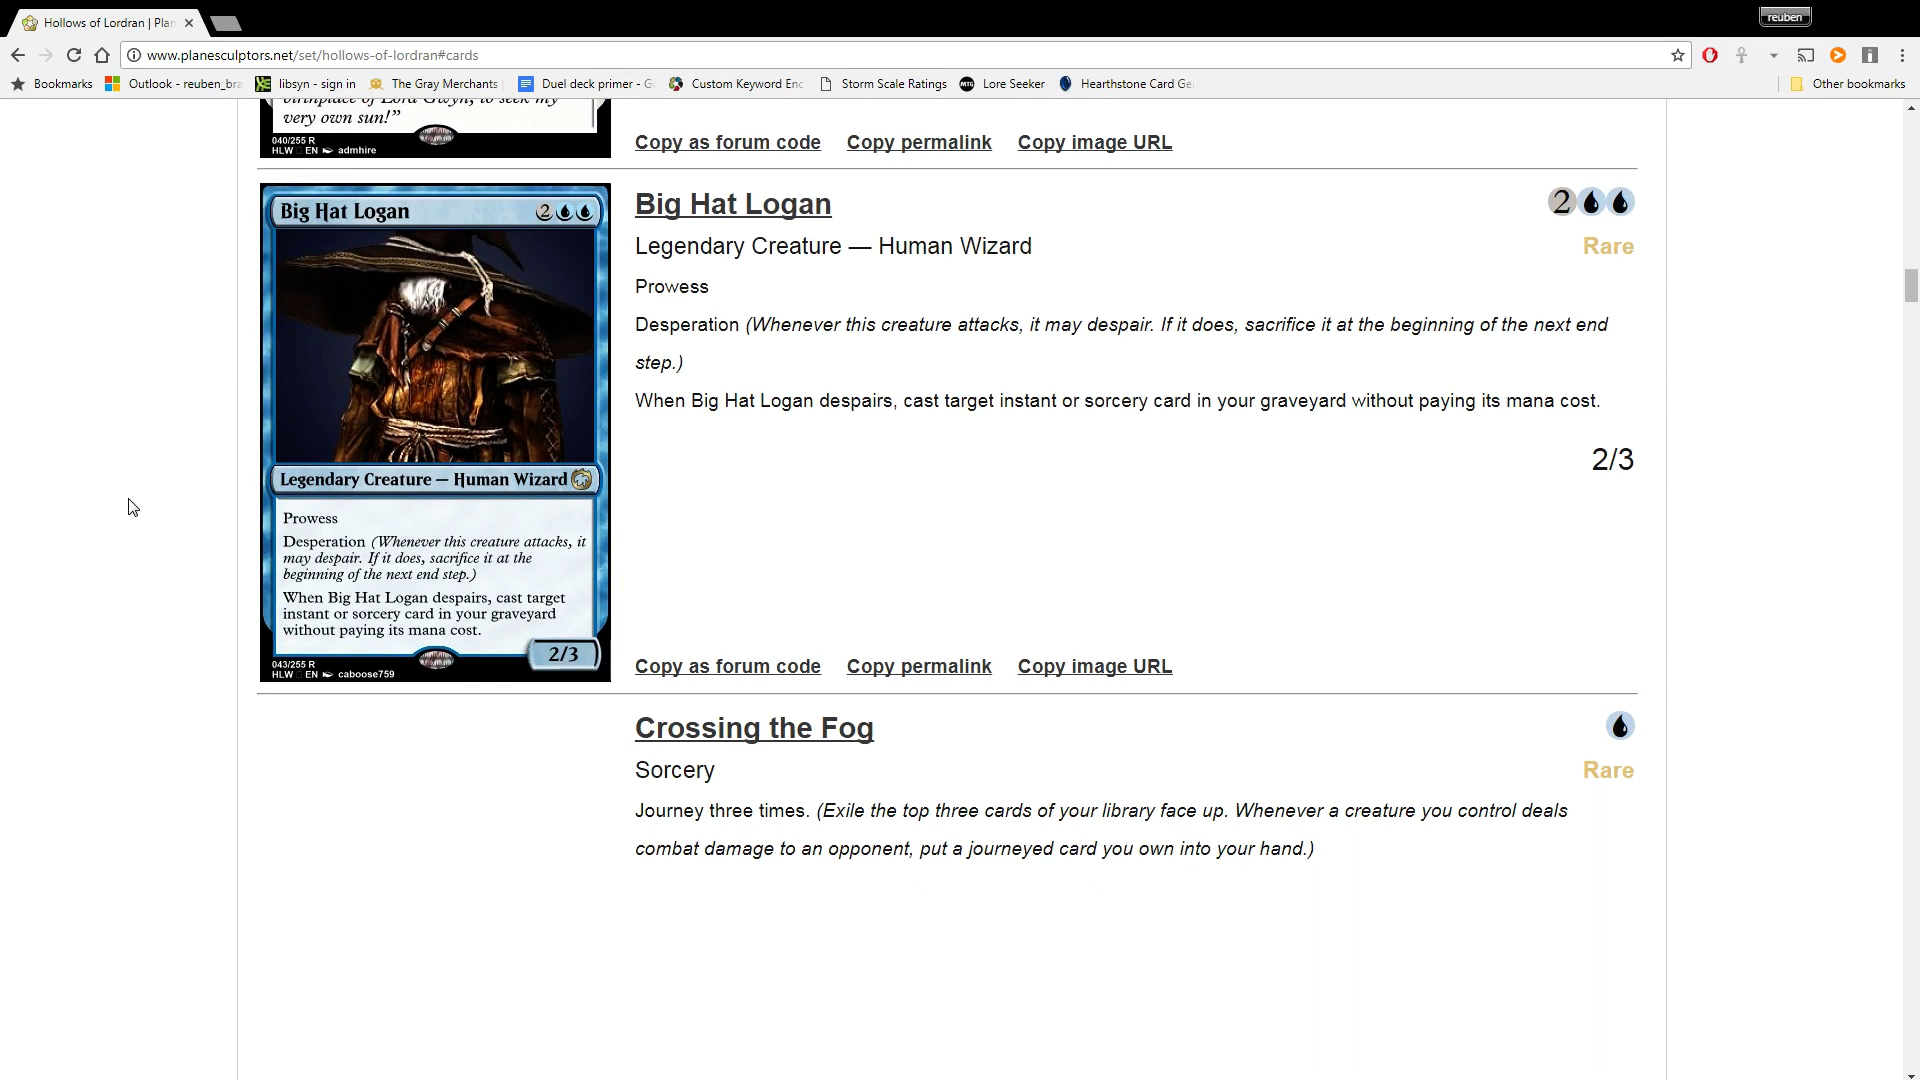 Hollows of Lordran | Plan
reuben
www.planesculptors.net/set/hollows-of-lordran#cards
Bookmarks
Outlook - reuben_bra
libsyn - sign in
The Gray Merchants
Duel deck primer - G
Custom Keyword Enc
Storm Scale Ratings
MTG
Lore Seeker
Hearthstone Card Ge
Other bookmarks
birthplace of Lord Gwyn, to seek my
very own sun!”
040/255 R
HLW EN admhire
Copy as forum code Copy permalink Copy image URL
Big Hat Logan 2
Legendary Creature — Human Wizard
Prowess
Desperation (Whenever this creature attacks, it
may despair. If it does, sacrifice it at the
beginning of the next end step.)
When Big Hat Logan despairs, cast target
instant or sorcery card in your graveyard
without paying its mana cost.
2/3
043/255 R
HLW EN caboose759
Big Hat Logan 2
Legendary Creature — Human Wizard Rare
Prowess
Desperation (Whenever this creature attacks, it may despair. If it does, sacrifice it at the beginning of the next end
step.)
When Big Hat Logan despairs, cast target instant or sorcery card in your graveyard without paying its mana cost.
2/3
Copy as forum code Copy permalink Copy image URL
Crossing the Fog
Sorcery Rare
Journey three times. (Exile the top three cards of your library face up. Whenever a creature you control deals
combat damage to an opponent, put a journeyed card you own into your hand.)